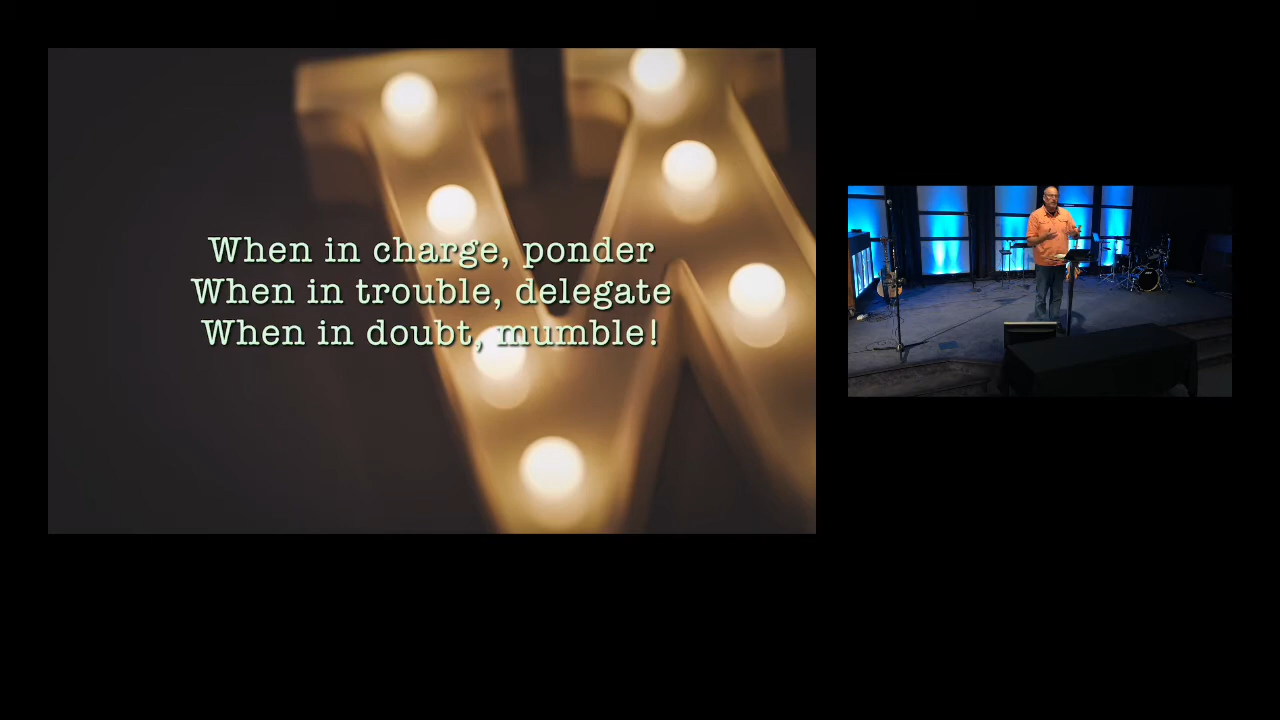 When in charge, ponder
When in trouble, delegate
When in doubt, mumble!